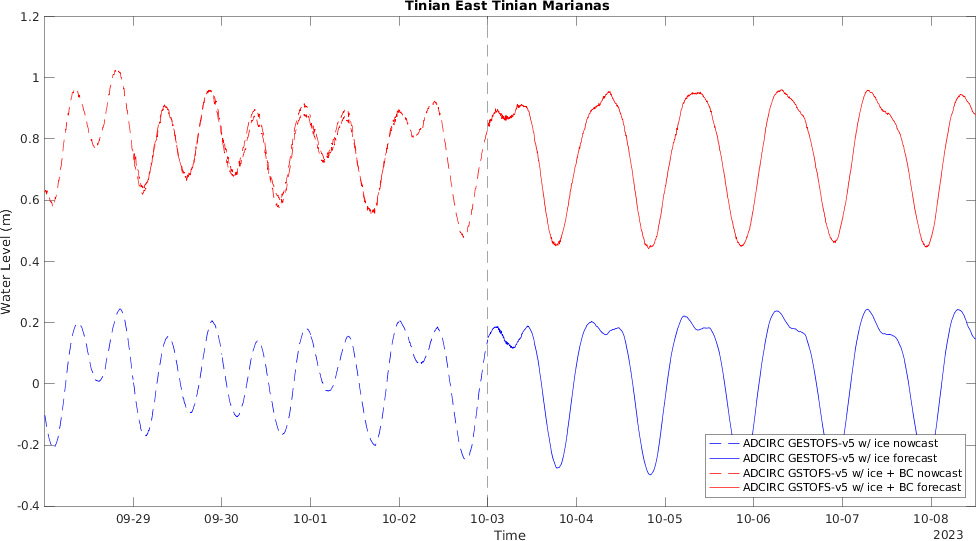 Tinian East Tinian Marianas
1.2
1
0.8
0.6
0.4
0.2
0
-0.2
-0.4
Water Level (m)
ADCIRC GESTOFS-v5 w/ ice nowcast
ADCIRC GESTOFS-v5 w/ ice forecast
ADCIRC GSTOFS-v5 w/ ice + BC nowcast
ADCIRC GSTOFS-v5 w/ ice + BC forecast
09-29 09-30 10-01 10-02 10-03 10-04 10-05 10-06 10-07 10-08
Time
2023